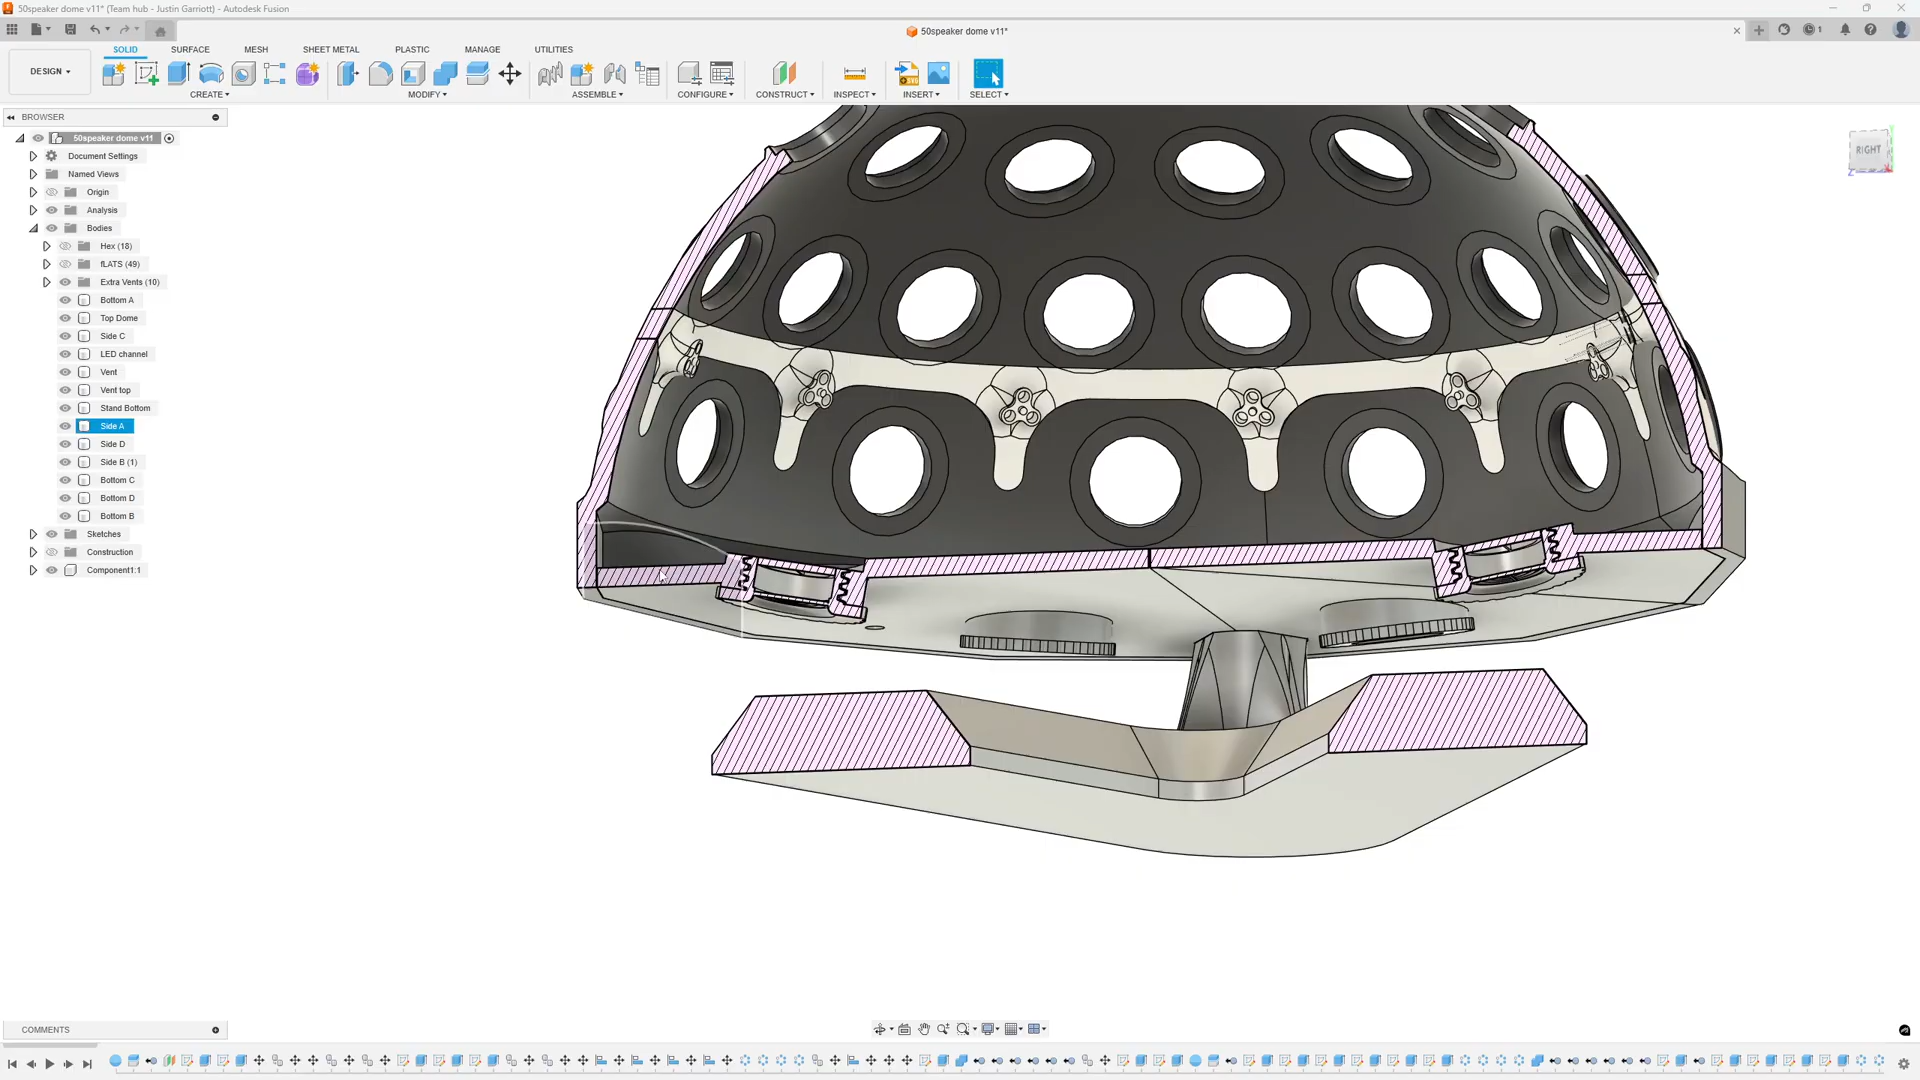 50speaker dome v11* (Team hub - Justin Garriott) - Autodesk Fusion
50speaker dome v11*
1
DESIGN
SOLID SURFACE MESH SHEET METAL PLASTIC MANAGE UTILITIES
CREATE MODIFY ASSEMBLE CONFIGURE CONSTRUCT INSPECT INSERT SELECT
BROWSER
50speaker dome v11
Document Settings
Named Views
Origin
Analysis
Bodies
Hex (18)
fLATS (49)
Extra Vents (10)
Bottom A
Top Dome
Side C
LED channel
Vent
Vent top
Stand Bottom
Side A
Side D
Side B (1)
Bottom C
Bottom D
Bottom B
Sketches
Construction
Component1:1
RIGHT
Z
COMMENTS